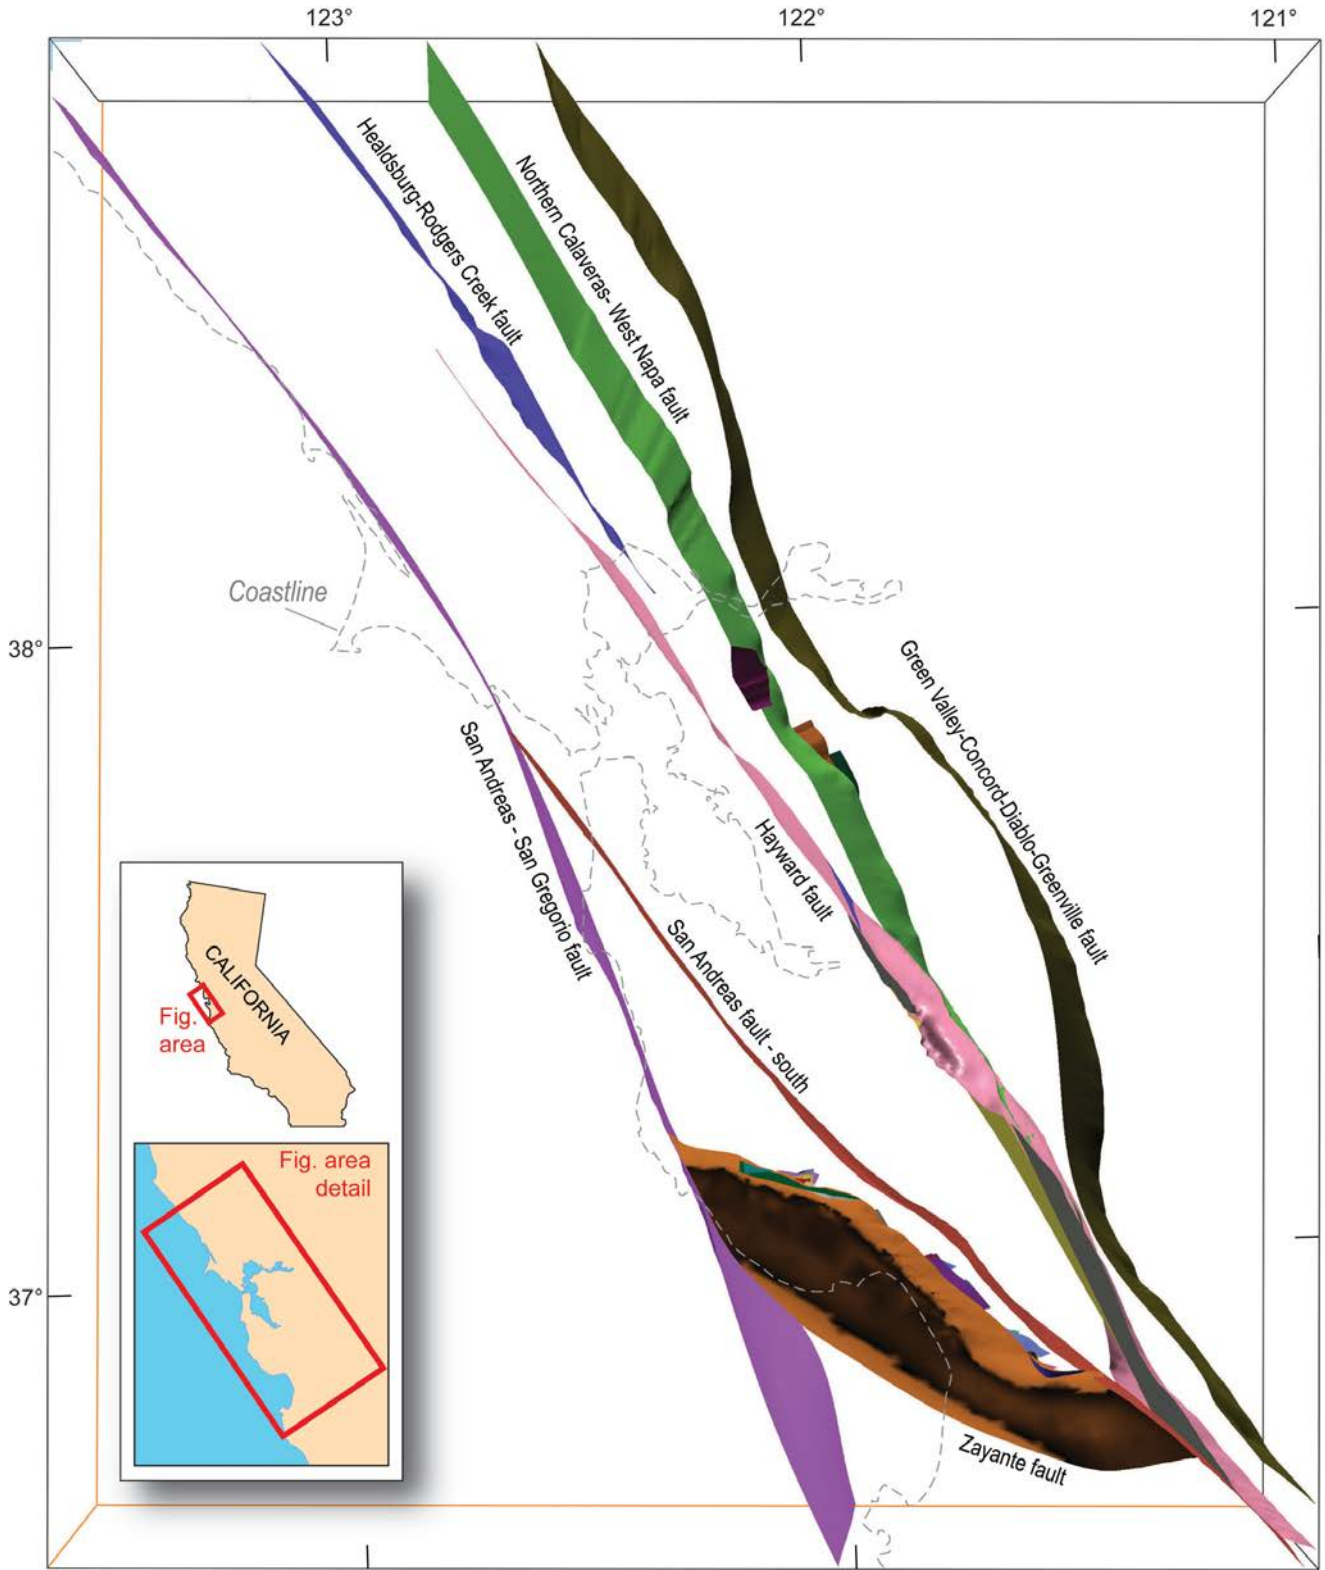 123°
122°
121°
Healdsburg-Rodgers Creek fault
Northern Calaveras- West Napa fault
Coastline
38°
Green Valley-Concord-Diablo-Greenville fault
San Andreas - San Gregorio fault
Hayward fault
San Andreas fault - south
CALIFORNIA
Fig.
area
Fig. area
detail
37°
Zayante fault